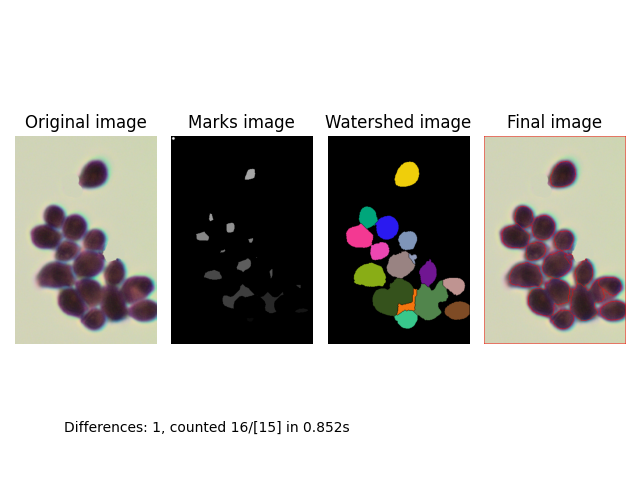 Original image
Marks image
Watershed image
Final image
Differences: 1, counted 16/[15] in 0.852s